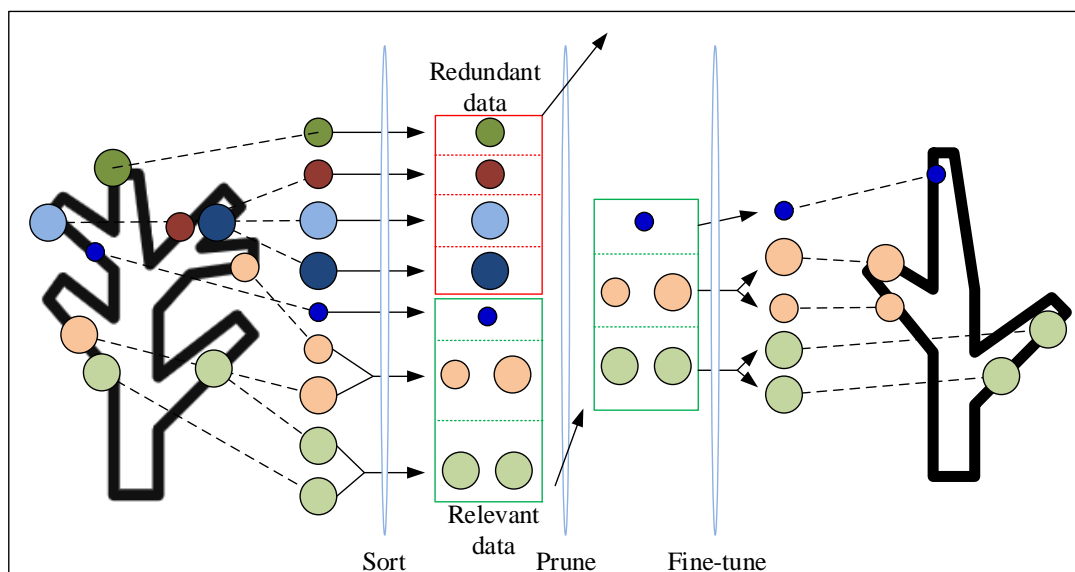 Redundant
data
Relevant
data
Sort
Prune
Fine-tune